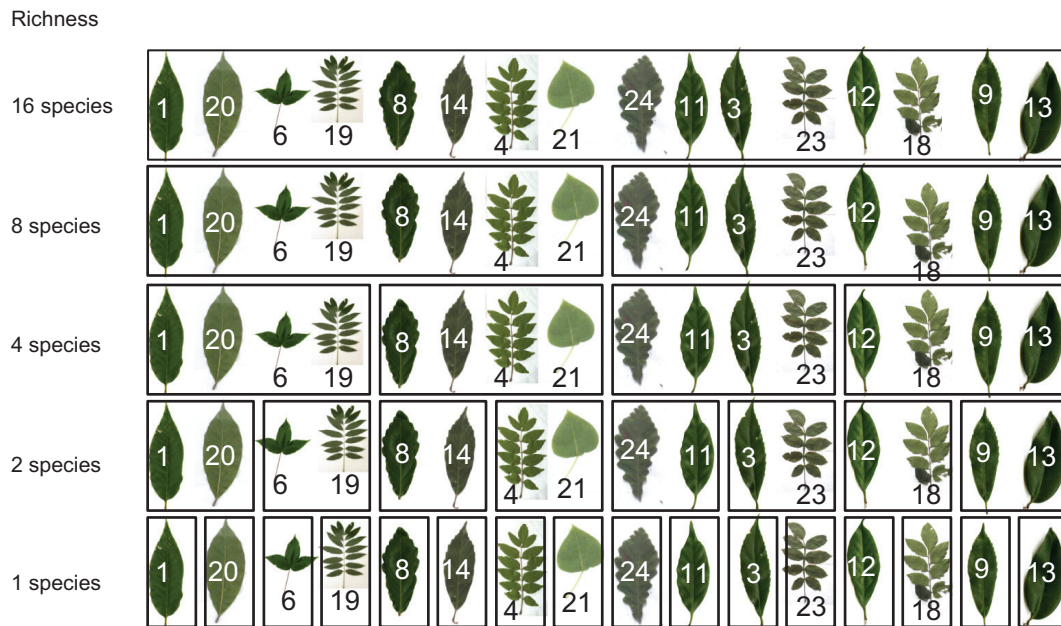 Richness
16 species 1 20 6 19 8 14 4 21 24 11 3 23 12 18 9 13
8 species 1 20 6 19 8 14 4 21 24 11 3 23 12 18 9 13
4 species 1 20 6 19 8 14 4 21 24 11 3 23 12 18 9 13
2 species 1 20 6 19 8 14 4 21 24 11 3 23 12 18 9 13
1 species 1 20 6 19 8 14 4 21 24 11 3 23 12 18 9 13